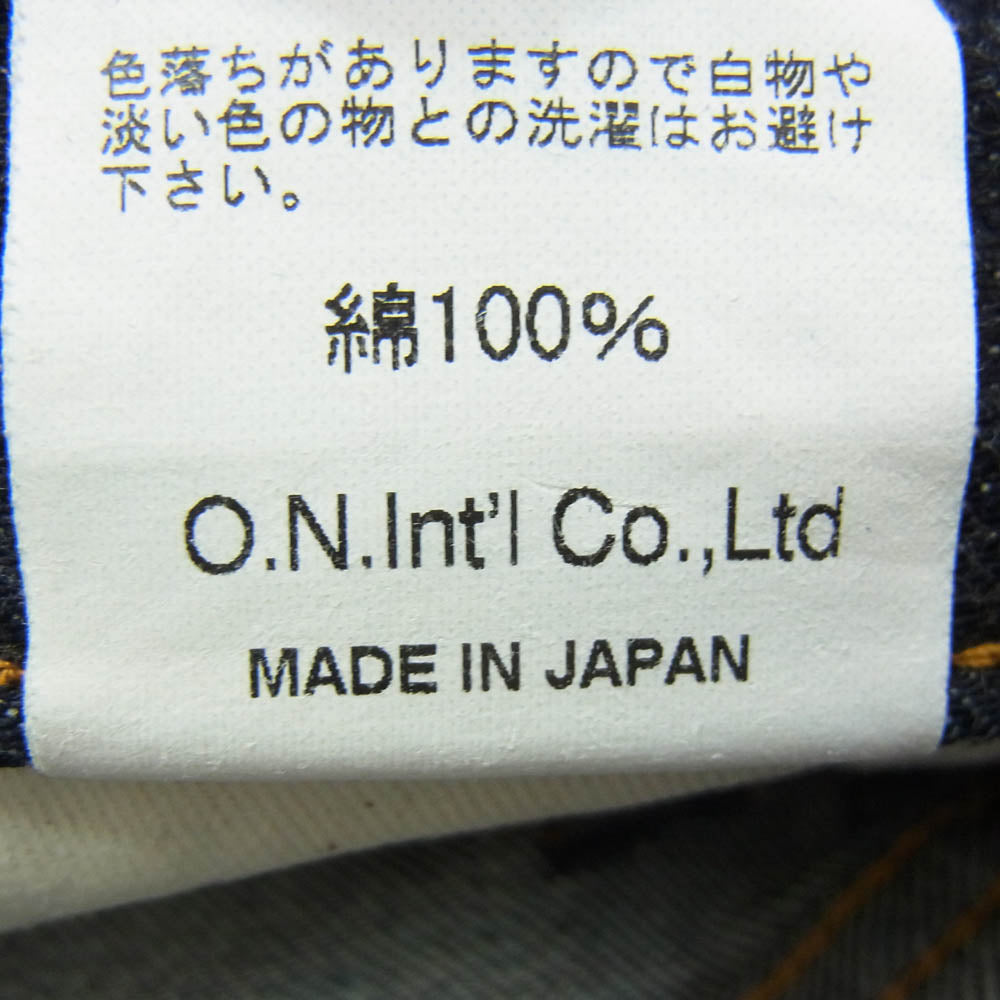 色落ちがありますので白物や
淡い色の物との洗濯はお避け
下さい。
綿100%
O.N.Int'l Co.,Ltd
MADE IN JAPAN